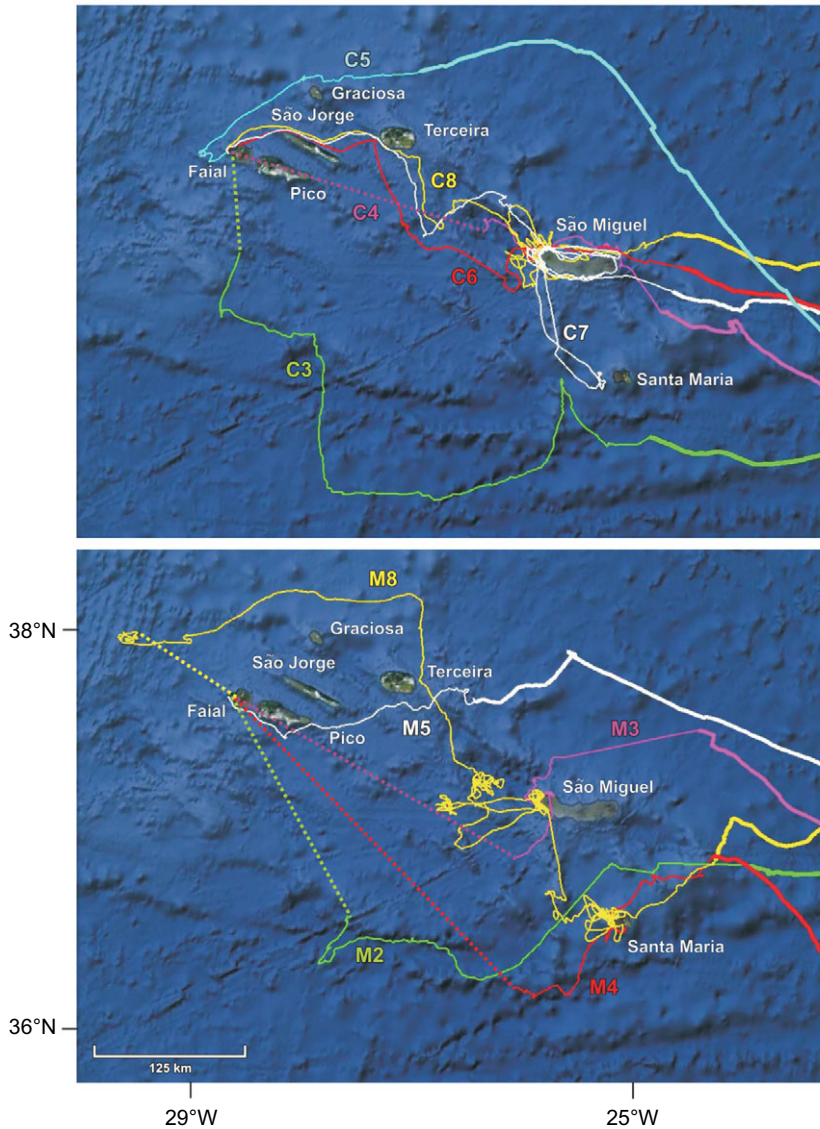 C5
Graciosa
São Jorge
Terceira
Faial
Pico
C8
C4
São Miguel
C6
C7
C3
Santa Maria
M8
38°N
Graciosa
São Jorge
Terceira
Faial
Pico
M5
M3
São Miguel
M2
Santa Maria
M4
36°N
125 km
29°W
25°W